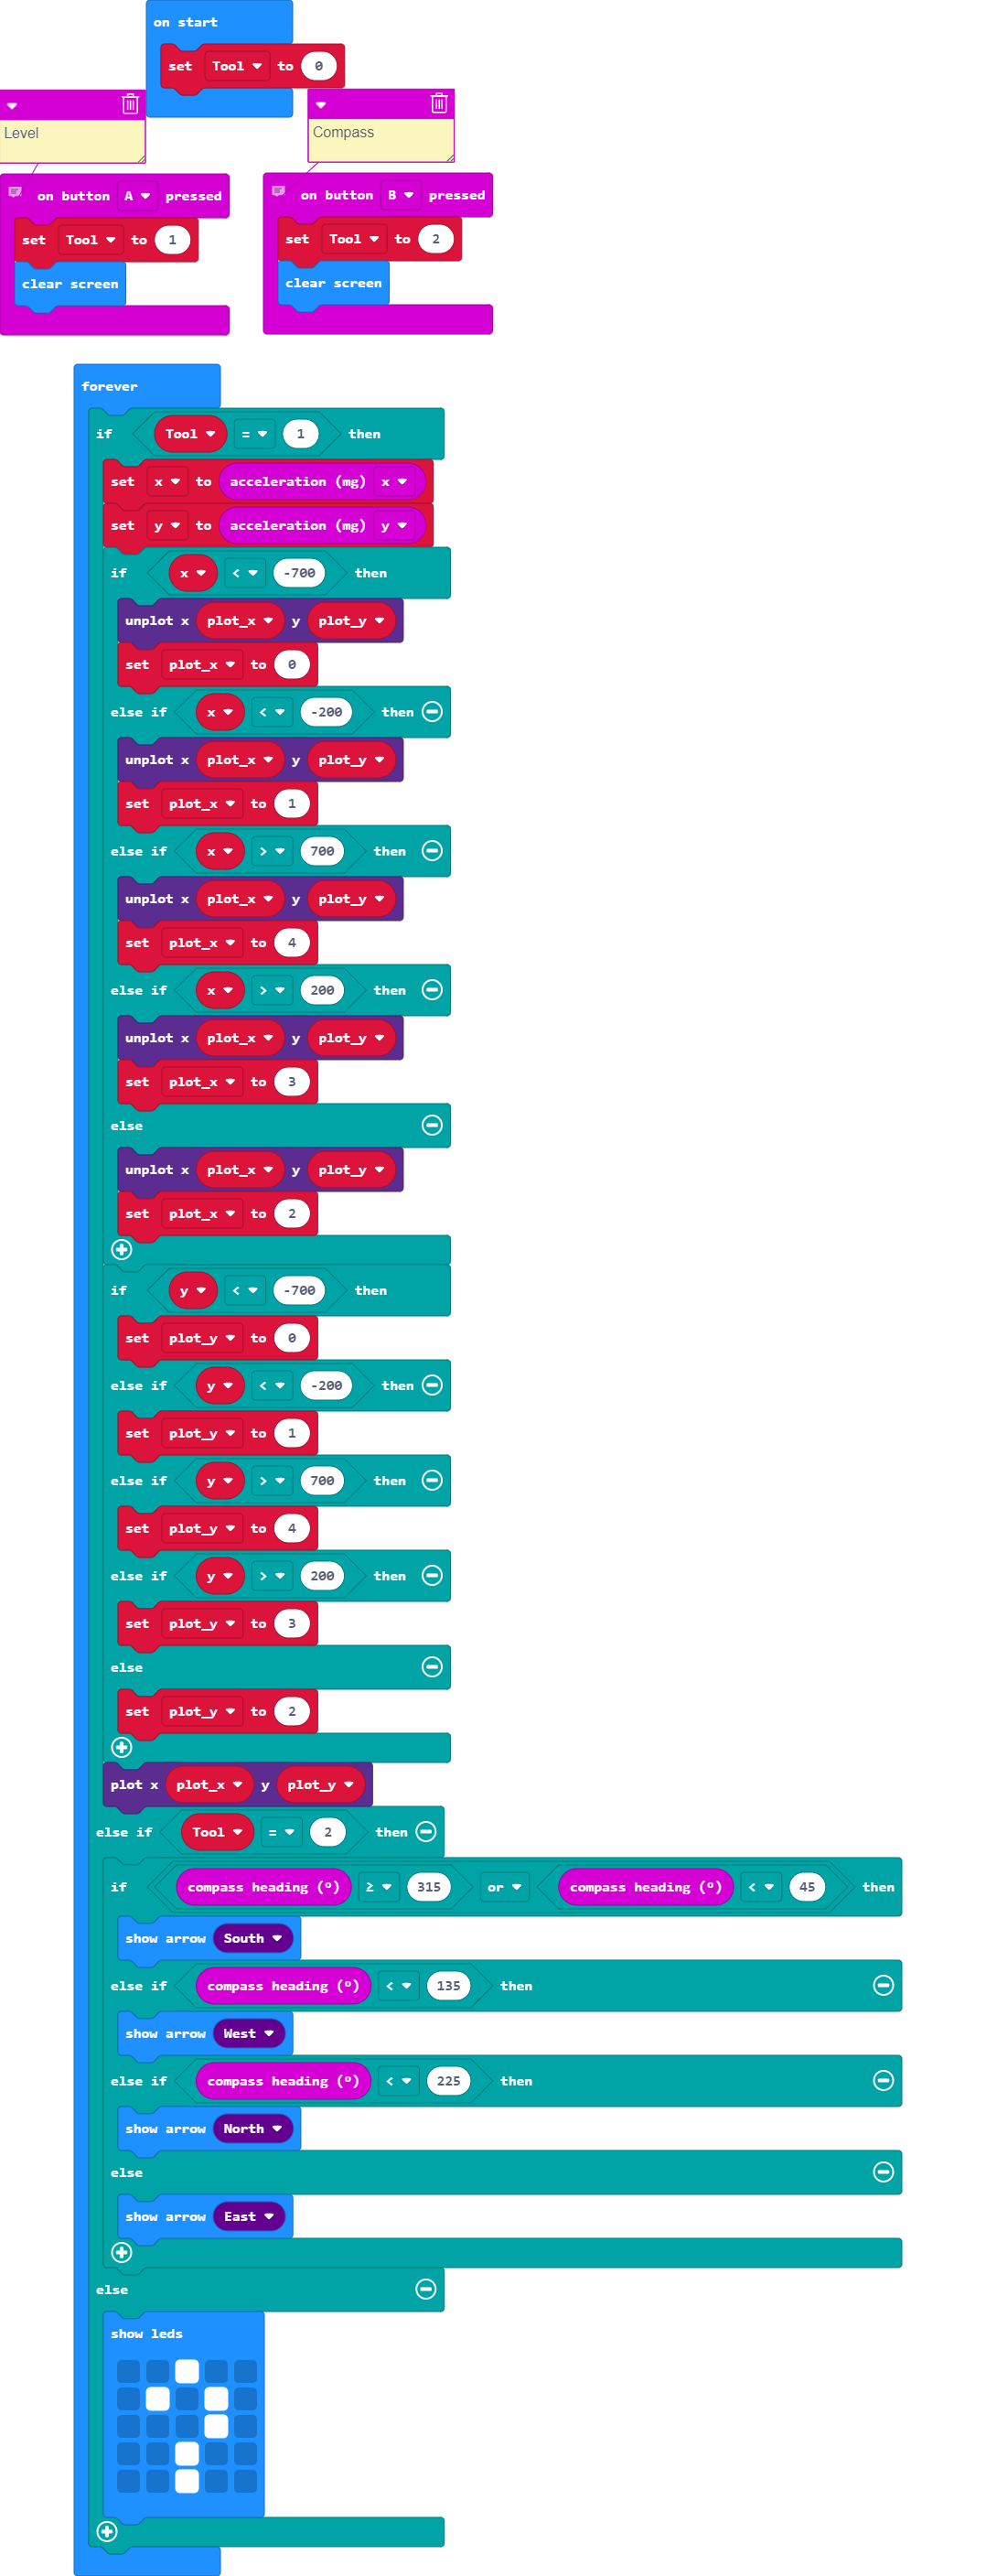 on start
set Tool to 0
Level
Compass
on button A pressed
set Tool to 1
clear screen
on button B pressed
set Tool to 2
clear screen
forever
if Tool = 1 then
set x to acceleration (mg) x
set y to acceleration (mg) y
if x < -700 then
unplot x plot_x y plot_y
set plot_x to 0
else if x < -200 then
unplot x plot_x y plot_y
set plot_x to 1
else if x > 700 then
unplot x plot_x y plot_y
set plot_x to 4
else if x > 200 then
unplot x plot_x y plot_y
set plot_x to 3
else
unplot x plot_x y plot_y
set plot_x to 2
if y < -700 then
set plot_y to 0
else if y < -200 then
set plot_y to 1
else if y > 700 then
set plot_y to 4
else if y > 200 then
set plot_y to 3
else
set plot_y to 2
plot x plot_x y plot_y
else if Tool = 2 then
if compass heading (º) ≥ 315 or compass heading (º) < 45 then
show arrow South
else if compass heading (º) < 135 then
show arrow West
else if compass heading (º) < 225 then
show arrow North
else
show arrow East
else
show leds